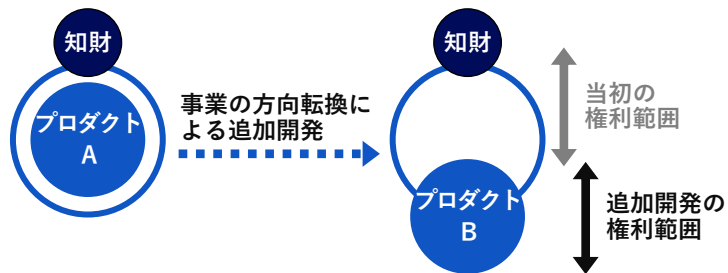 知財
プロダクト
A
事業の方向転換に
よる追加開発
知財
プロダクト
B
当初の
権利範囲
追加開発の
権利範囲